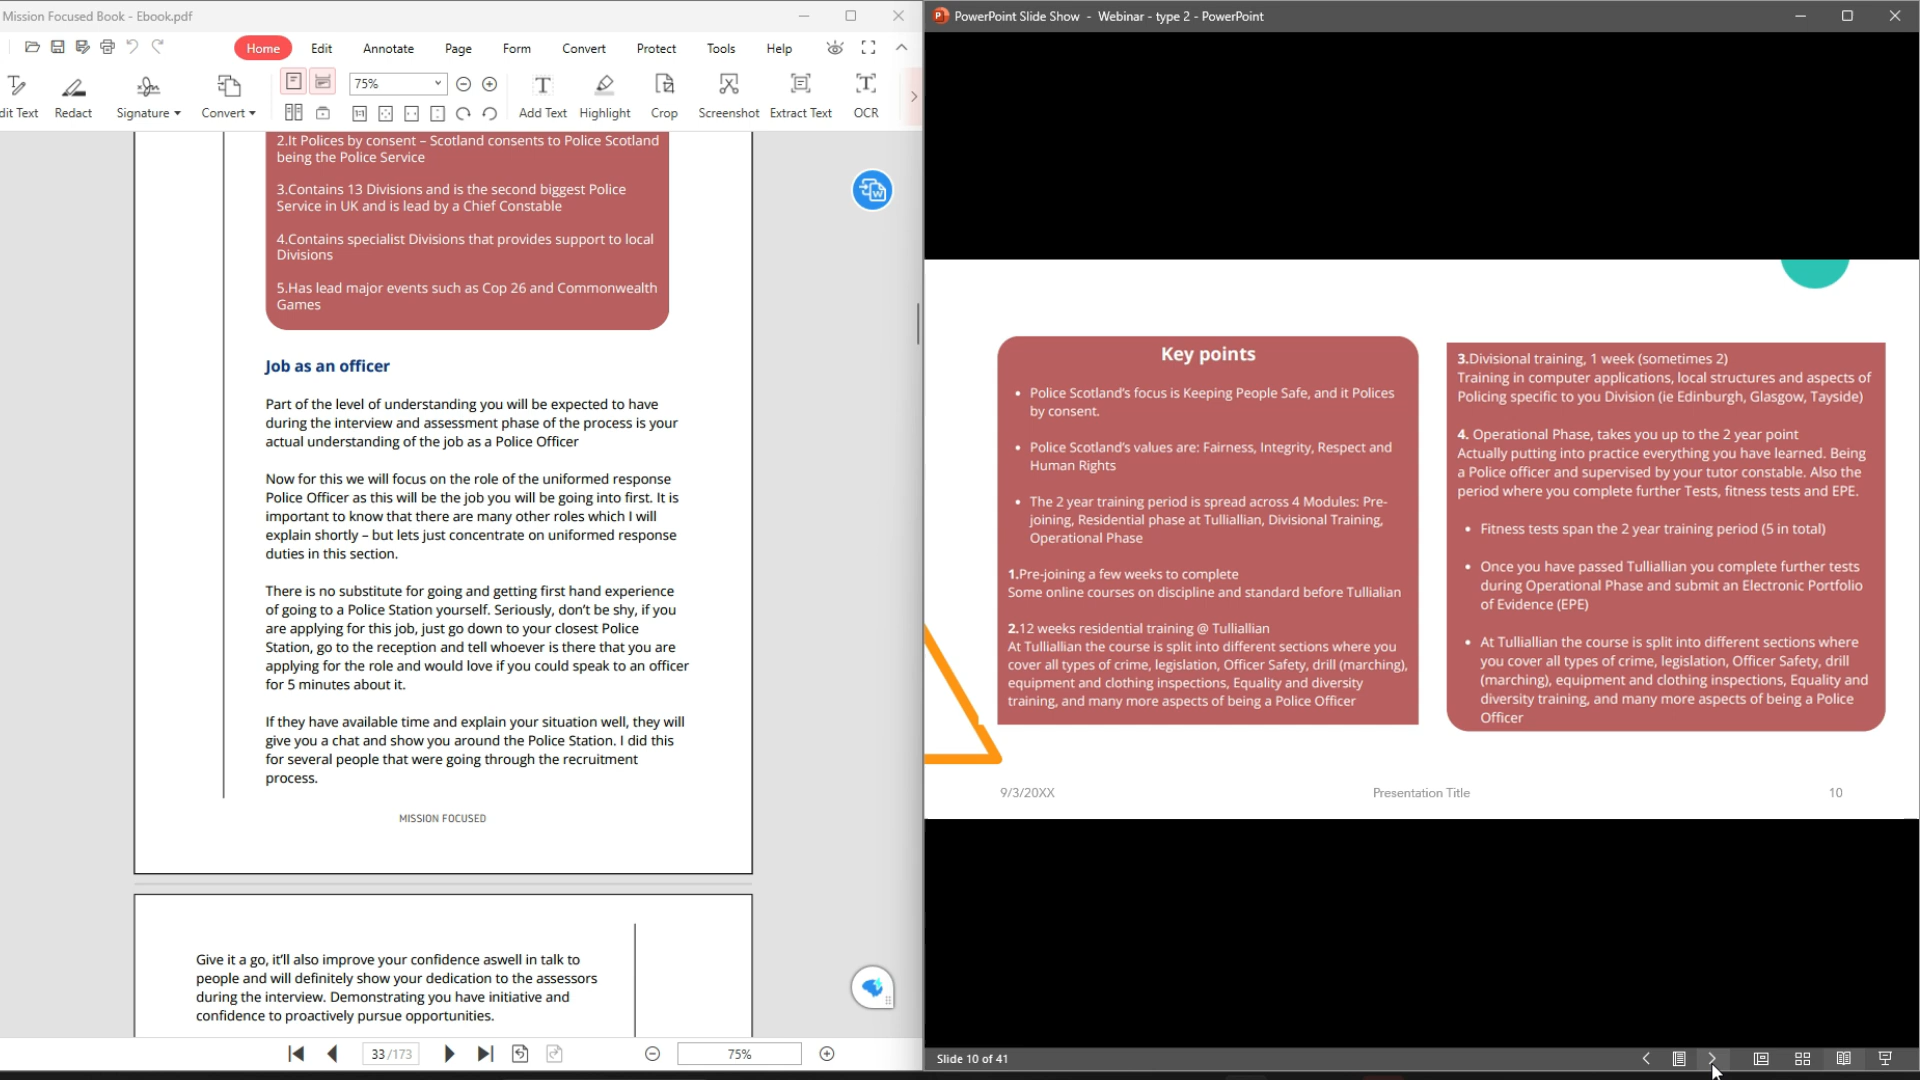 Mission Focused Book - Ebook.pdf
Home Edit Annotate Page Form Convert Protect Tools Help
75%
dit Text Redact Signature Convert Add Text Highlight Crop Screenshot Extract Text OCR
2.It Polices by consent – Scotland consents to Police Scotland
being the Police Service
3.Contains 13 Divisions and is the second biggest Police
Service in UK and is lead by a Chief Constable
4.Contains specialist Divisions that provides support to local
Divisions
5.Has lead major events such as Cop 26 and Commonwealth
Games
Job as an officer
Part of the level of understanding you will be expected to have
during the interview and assessment phase of the process is your
actual understanding of the job as a Police Officer
Now for this we will focus on the role of the uniformed response
Police Officer as this will be the job you will be going into first. It is
important to know that there are many other roles which I will
explain shortly – but lets just concentrate on uniformed response
duties in this section.
There is no substitute for going and getting first hand experience
of going to a Police Station yourself. Seriously, don't be shy, if you
are applying for this job, just go down to your closest Police
Station, go to the reception and tell whoever is there that you are
applying for the role and would love if you could speak to an officer
for 5 minutes about it.
If they have available time and explain your situation well, they will
give you a chat and show you around the Police Station. I did this
for several people that were going through the recruitment
process.
MISSION FOCUSED
Give it a go, it'll also improve your confidence aswell in talk to
people and will definitely show your dedication to the assessors
during the interview. Demonstrating you have initiative and
confidence to proactively pursue opportunities.
33/173
75%
PowerPoint Slide Show - Webinar - type 2 - PowerPoint
Key points
• Police Scotland's focus is Keeping People Safe, and it Polices
by consent.
• Police Scotland's values are: Fairness, Integrity, Respect and
Human Rights
• The 2 year training period is spread across 4 Modules: Pre-
joining, Residential phase at Tulliallan, Divisional Training,
Operational Phase
1.Pre-joining a few weeks to complete
Some online courses on discipline and standard before Tullialian
2.12 weeks residential training @ Tulliallian
At Tulliallan the course is split into different sections where you
cover all types of crime, legislation, Officer Safety, drill (marching),
equipment and clothing inspections, Equality and diversity
training, and many more aspects of being a Police Officer
3.Divisional training, 1 week (sometimes 2)
Training in computer applications, local structures and aspects of
Policing specific to you Division (ie Edinburgh, Glasgow, Tayside)
4. Operational Phase, takes you up to the 2 year point
Actually putting into practice everything you have learned. Being
a Police officer and supervised by your tutor constable. Also the
period where you complete further Tests, fitness tests and EPE.
• Fitness tests span the 2 year training period (5 in total)
• Once you have passed Tulliallan you complete further tests
during Operational Phase and submit an Electronic Portfolio
of Evidence (EPE)
• At Tulliallan the course is split into different sections where
you cover all types of crime, legislation, Officer Safety, drill
(marching), equipment and clothing inspections, Equality and
diversity training, and many more aspects of being a Police
Officer
9/3/20XX
Presentation Title
10
Slide 10 of 41